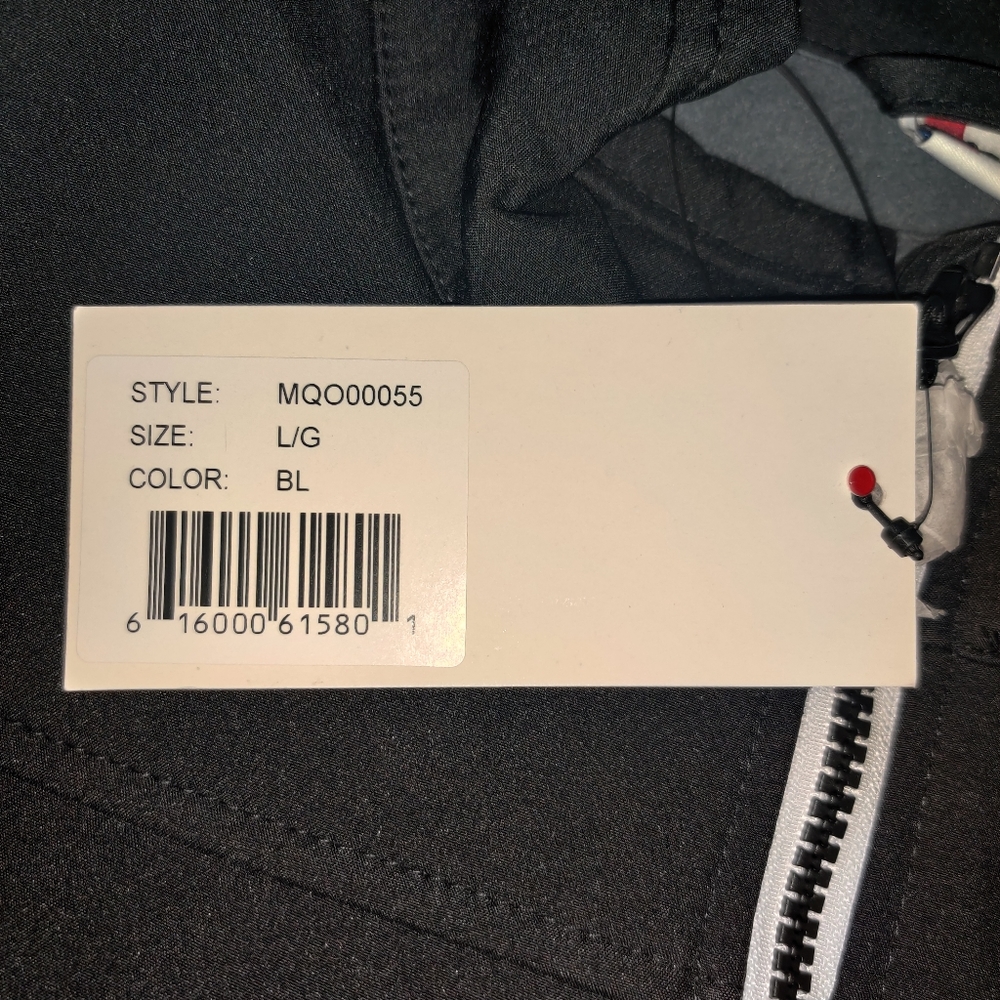 STYLE: MQO00055
SIZE: L/G
COLOR: BL
6 16000 61580 1